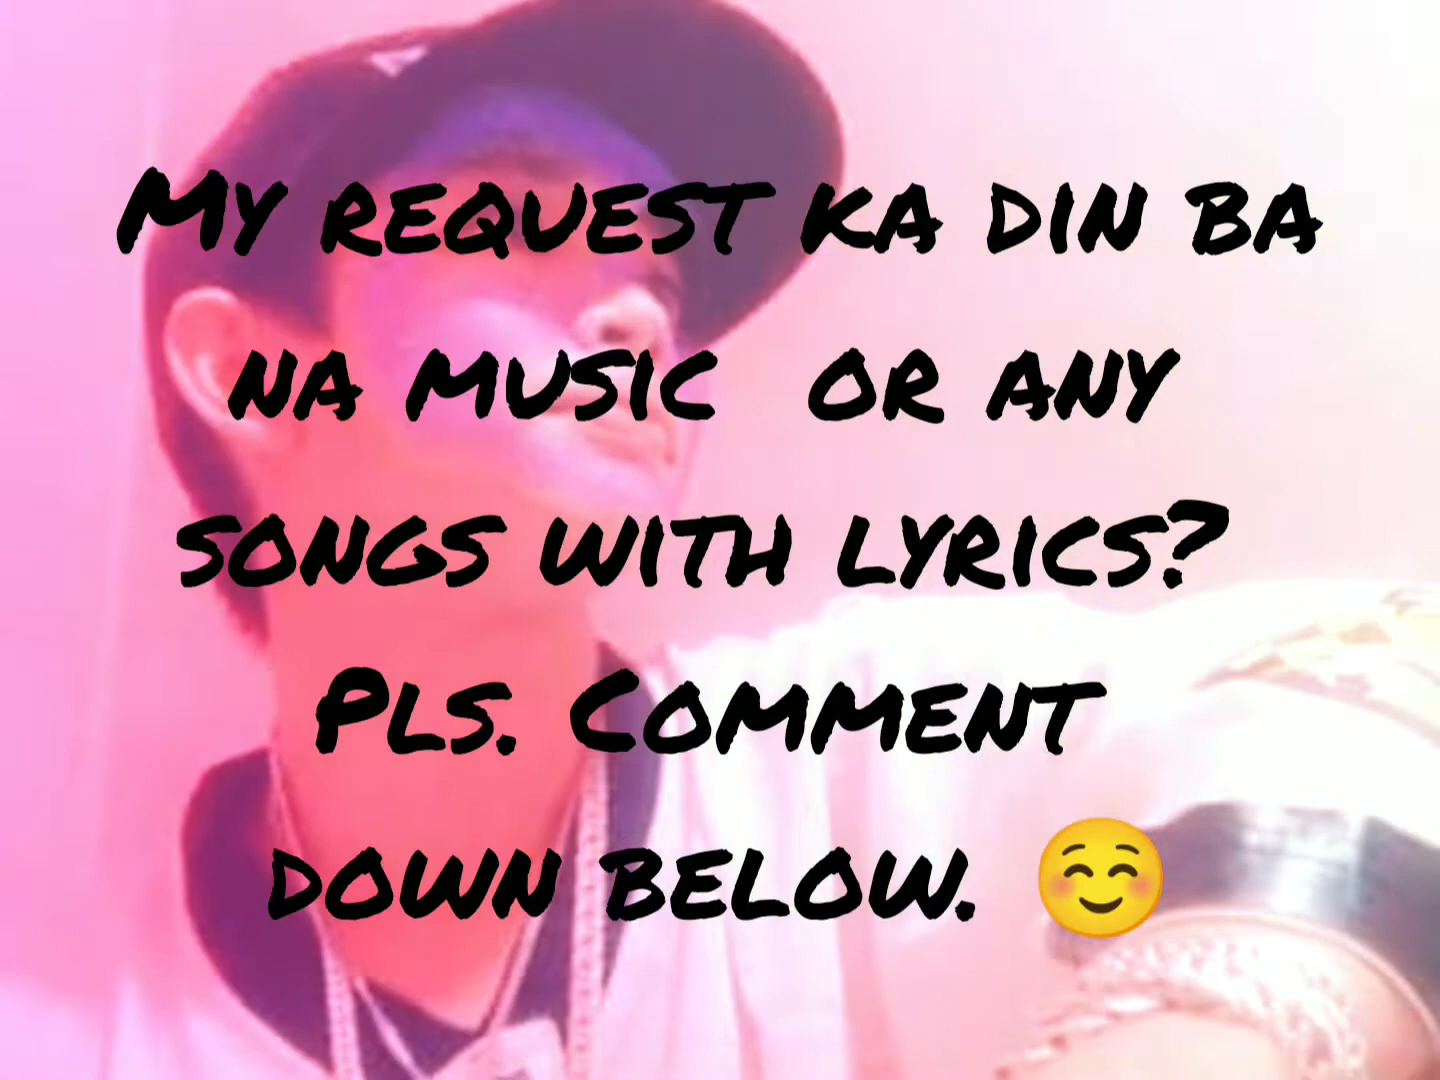 My request ka din ba
na music or any
songs with lyrics?
Pls. Comment
down below. ☺️